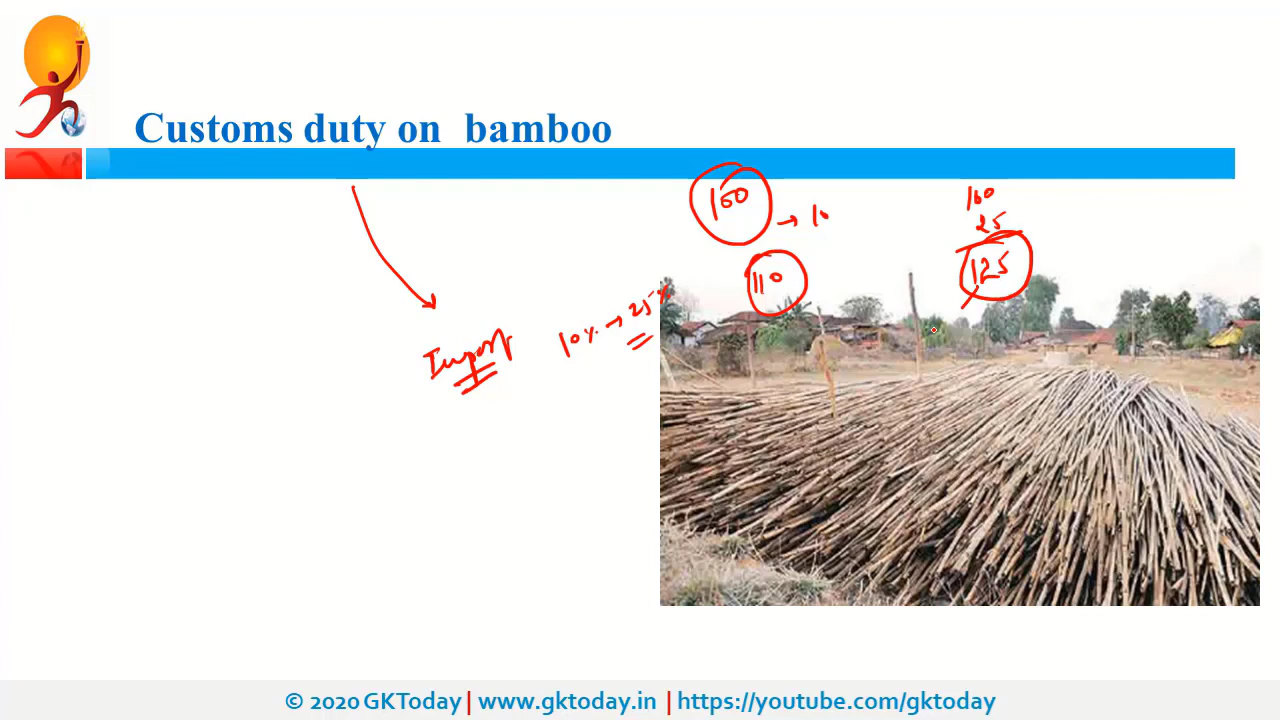 Customs duty on bamboo
100
→ 10
110
100
25
125
Import
10% → 25%
© 2020 GKToday | www.gktoday.in | https://youtube.com/gktoday